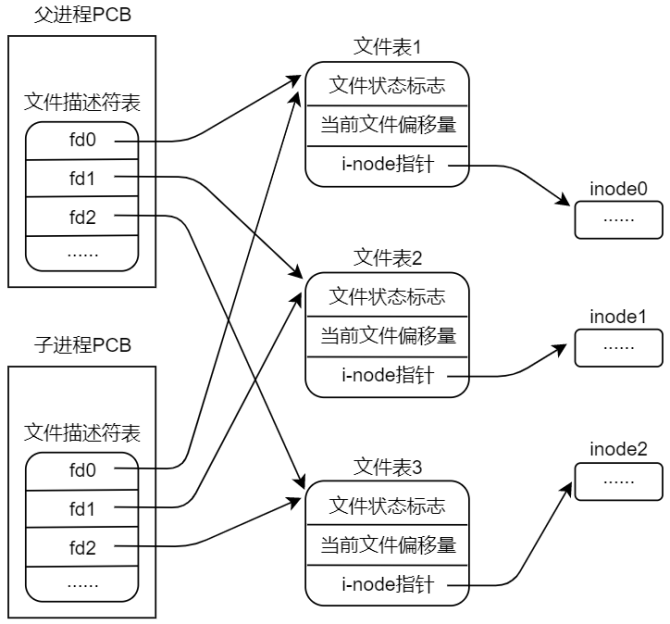 父进程PCB
文件描述符表
fd0
fd1
fd2
......
子进程PCB
文件描述符表
fd0
fd1
fd2
......
文件表1
文件状态标志
当前文件偏移量
i-node指针
文件表2
文件状态标志
当前文件偏移量
i-node指针
文件表3
文件状态标志
当前文件偏移量
i-node指针
inode0
......
inode1
......
inode2
......